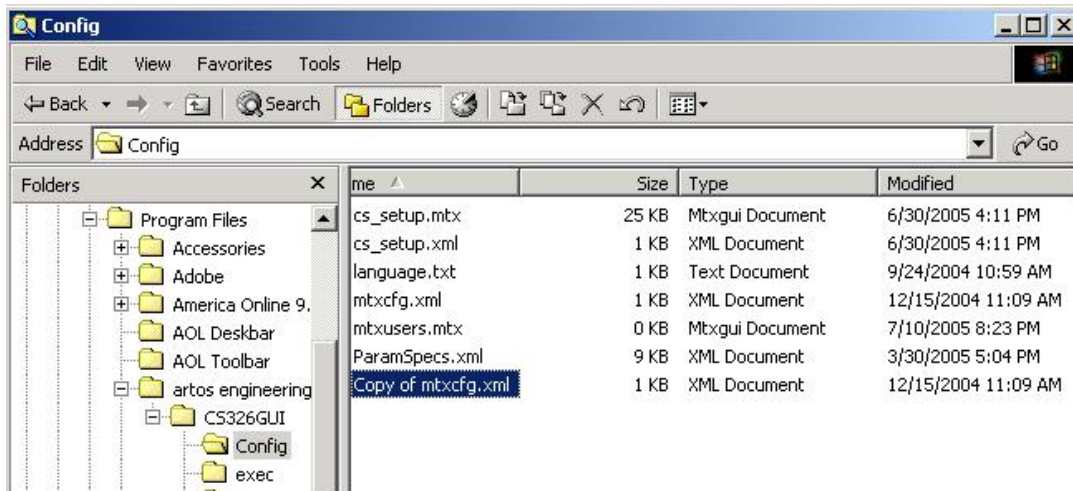 Config
File Edit View Favorites Tools Help
Back Search Folders
Address Config Go
Folders
Program Files
Accessories
Adobe
America Online 9.
AOL Deskbar
AOL Toolbar
artos engineering
CS326GUI
Config
exec
me Size Type Modified
cs_setup.mtx 25 KB Mtxgui Document 6/30/2005 4:11 PM
cs_setup.xml 1 KB XML Document 6/30/2005 4:11 PM
language.txt 1 KB Text Document 9/24/2004 10:59 AM
mtxcfg.xml 1 KB XML Document 12/15/2004 11:09 AM
mtxusers.mtx 0 KB Mtxgui Document 7/10/2005 8:23 PM
ParamSpecs.xml 9 KB XML Document 3/30/2005 5:04 PM
Copy of mtxcfg.xml 1 KB XML Document 12/15/2004 11:09 AM